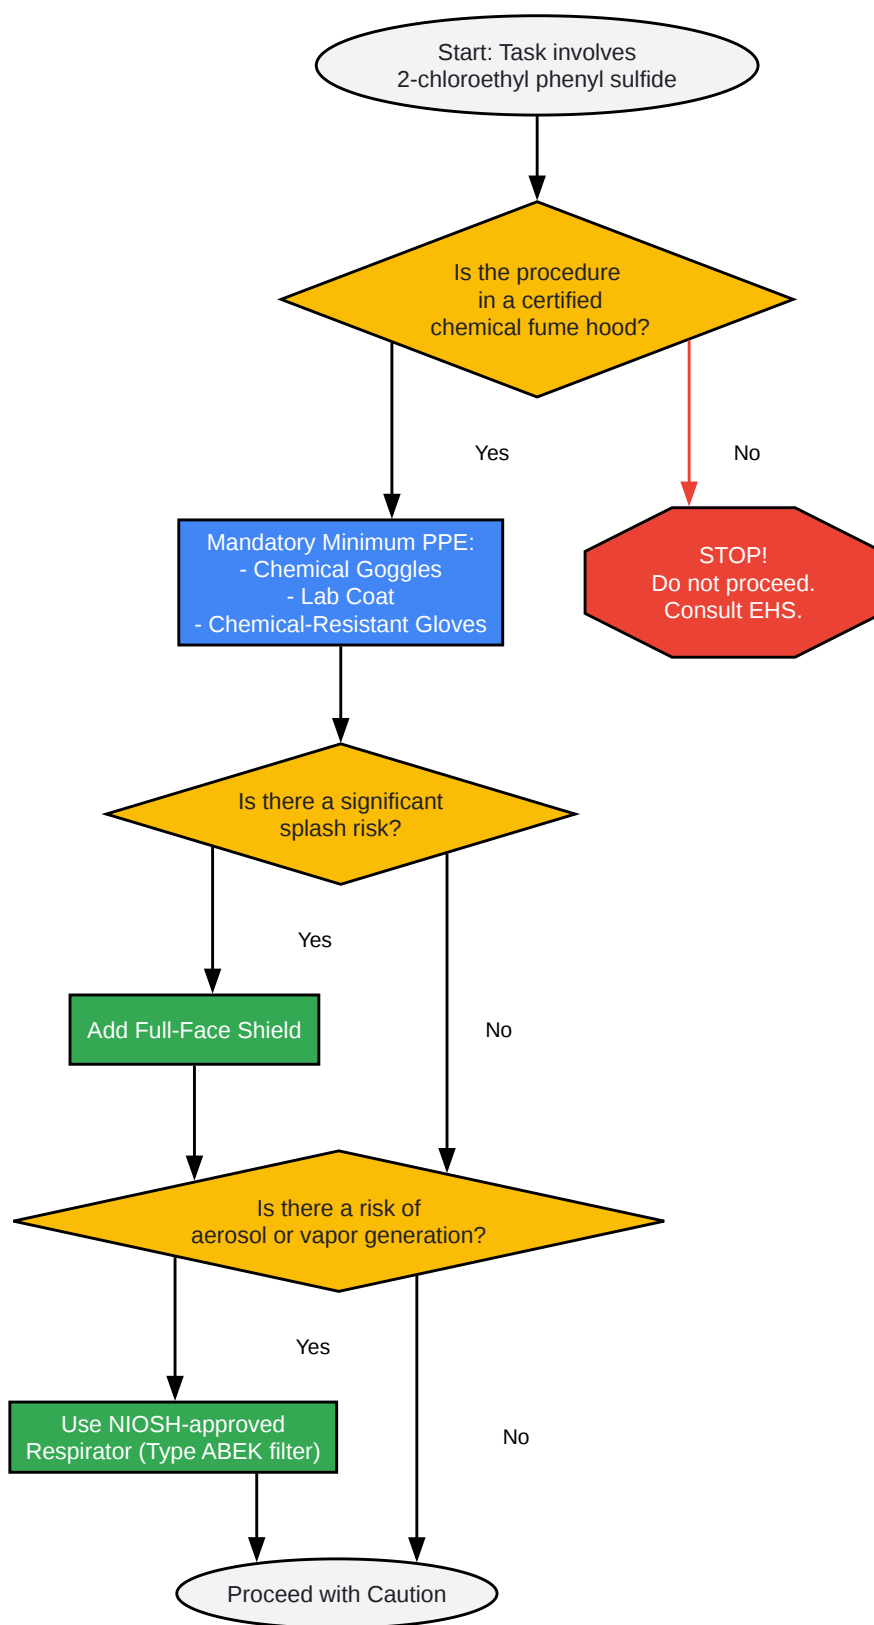 Start: Task involves
2-chloroethyl phenyl sulfide
Is the procedure
in a certified
chemical fume hood?
Yes
No
Mandatory Minimum PPE:
- Chemical Goggles
- Lab Coat
- Chemical-Resistant Gloves
STOP!
Do not proceed.
Consult EHS.
Is there a significant
splash risk?
Yes
Add Full-Face Shield
No
Is there a risk of
aerosol or vapor generation?
Yes
Use NIOSH-approved
Respirator (Type ABEK filter)
No
Proceed with Caution